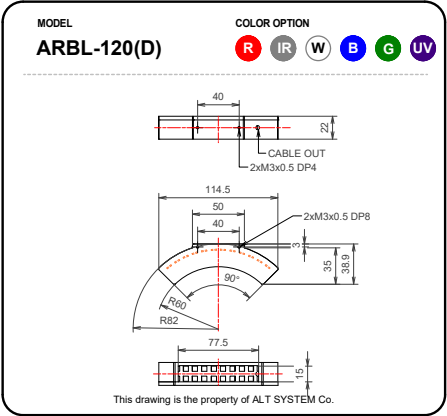 MODEL
COLOR OPTION
ARBL-120(D)
R IR W B G UV
40
22
CABLE OUT
2xM3x0.5 DP4
114.5
50
2xM3x0.5 DP8
40
3
35
38.9
90°
R60
R82
77.5
15
This drawing is the property of ALT SYSTEM Co.